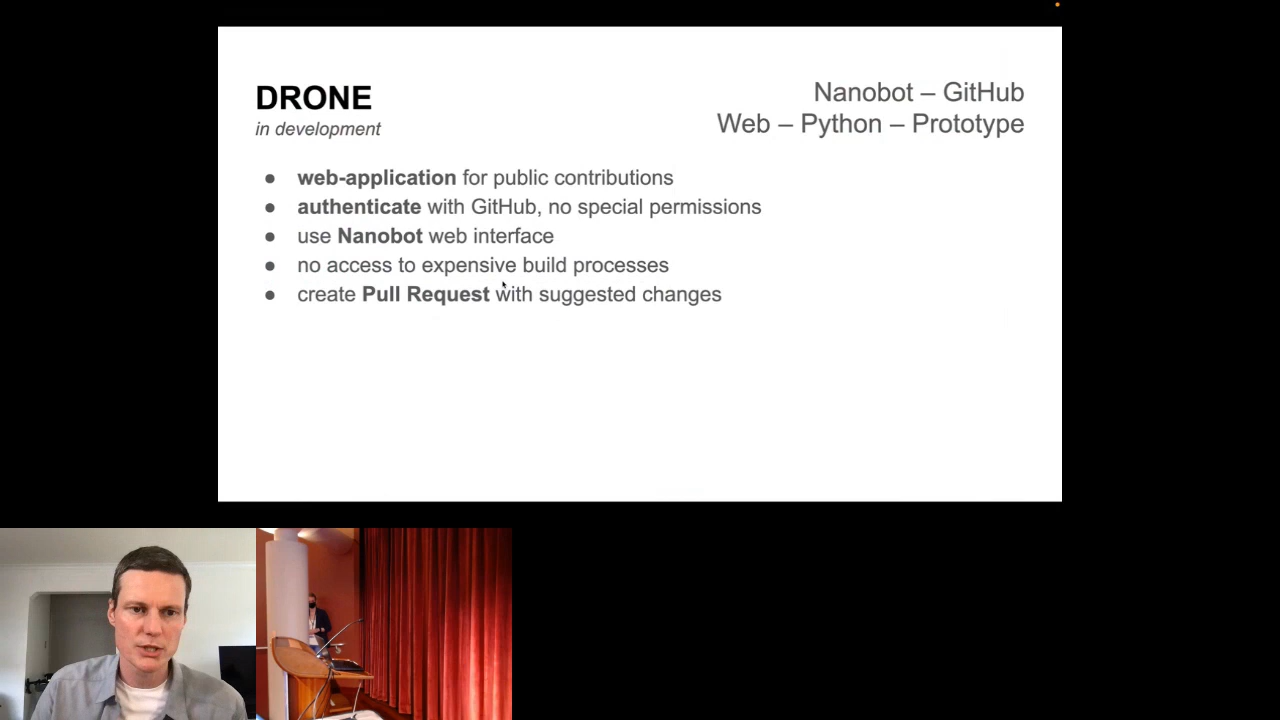 DRONE
in development
Nanobot – GitHub
Web – Python – Prototype
● web-application for public contributions
● authenticate with GitHub, no special permissions
● use Nanobot web interface
● no access to expensive build processes
● create Pull Request with suggested changes